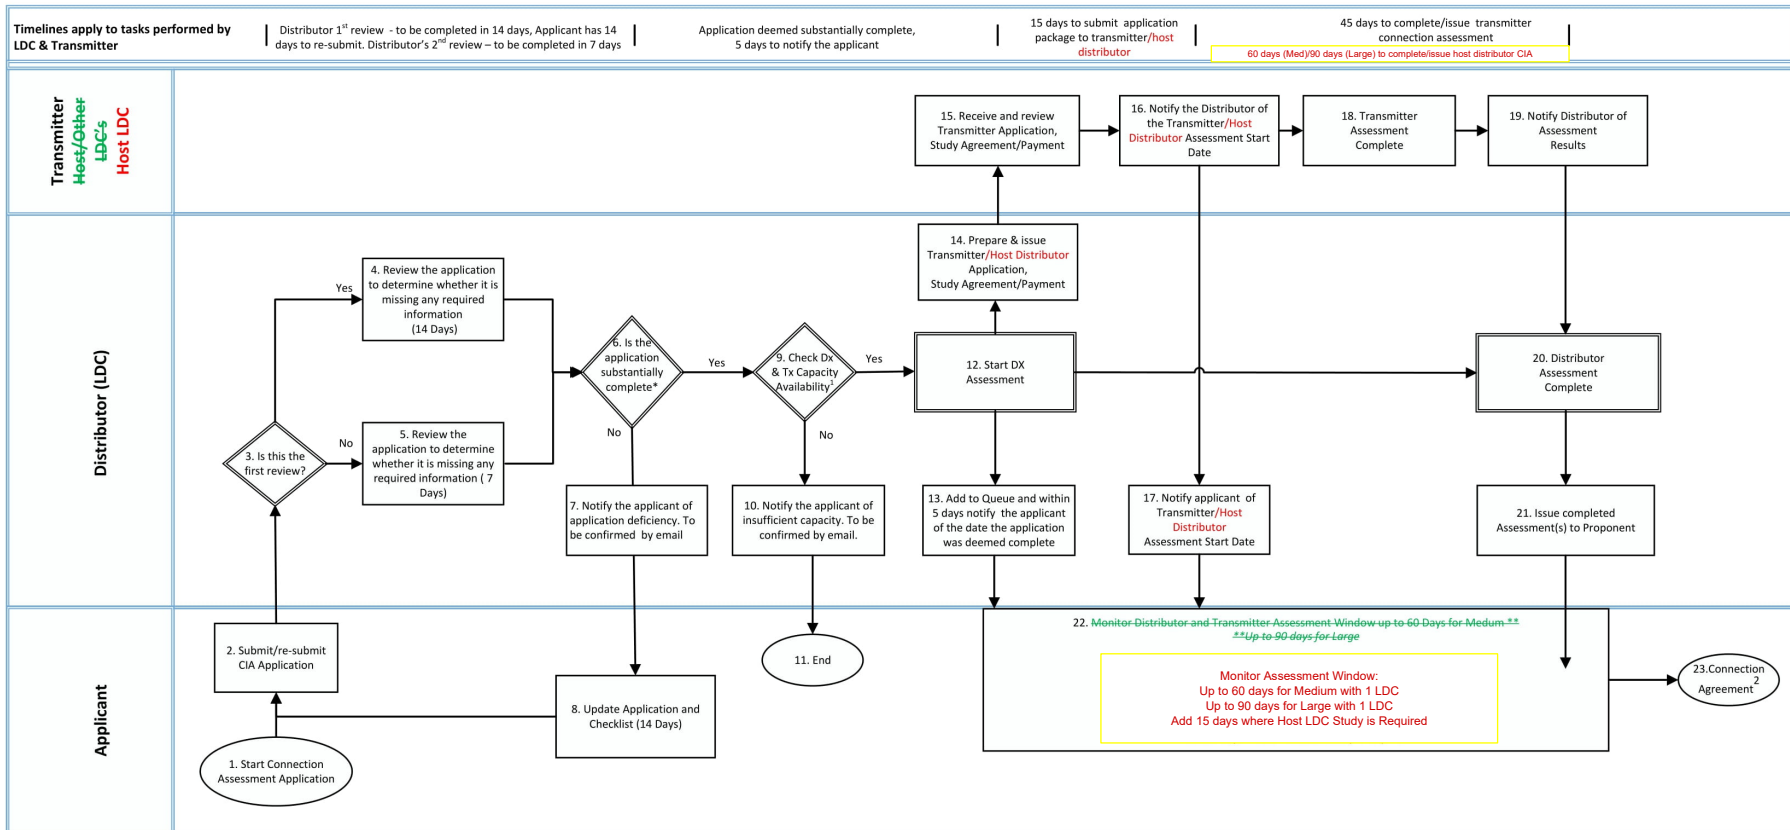 Timelines apply to tasks performed by
LDC & Transmitter
Distributor 1st review - to be completed in 14 days, Applicant has 14
days to re-submit. Distributor's 2nd review – to be completed in 7 days
Application deemed substantially complete,
5 days to notify the applicant
15 days to submit application
package to transmitter/host
distributor
45 days to complete/issue transmitter
connection assessment
60 days (Med)/90 days (Large) to complete/issue host distributor CIA
Transmitter
Host/Other
LDC's
Host LDC
15. Receive and review
Transmitter Application,
Study Agreement/Payment
16. Notify the Distributor of
the Transmitter/Host
Distributor Assessment Start
Date
18. Transmitter
Assessment
Complete
19. Notify Distributor of
Assessment
Results
Distributor (LDC)
14. Prepare & issue
Transmitter/Host Distributor
Application,
Study Agreement/Payment
4. Review the application
to determine whether it is
missing any required
information
(14 Days)
Yes
3. Is this the
first review?
No
5. Review the
application to determine
whether it is missing any
required information ( 7
Days)
6. Is the
application
substantially
complete*
Yes
No
9. Check Dx
& Tx Capacity
Availability1
Yes
No
12. Start DX
Assessment
20. Distributor
Assessment
Complete
7. Notify the applicant of
application deficiency. To
be confirmed by email
10. Notify the applicant of
insufficient capacity. To be
confirmed by email.
13. Add to Queue and within
5 days notify the applicant
of the date the application
was deemed complete
17. Notify applicant of
Transmitter/Host
Distributor
Assessment Start Date
21. Issue completed
Assessment(s) to Proponent
Applicant
2. Submit/re-submit
CIA Application
1. Start Connection
Assessment Application
8. Update Application and
Checklist (14 Days)
11. End
22. Monitor Distributor and Transmitter Assessment Window up to 60 Days for Medum **
**Up to 90 days for Large
Monitor Assessment Window:
Up to 60 days for Medium with 1 LDC
Up to 90 days for Large with 1 LDC
Add 15 days where Host LDC Study is Required
23.Connection
Agreement2